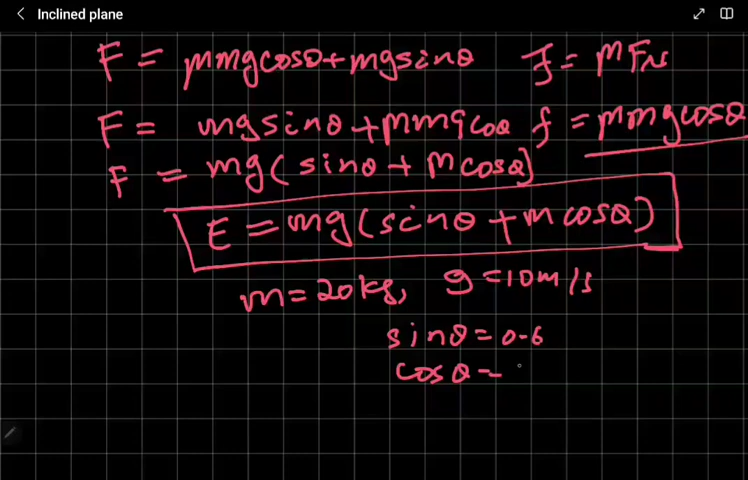 Inclined plane
F = μmgcosθ + mgsinθ f = μFN
F = mgsinθ + μmgcosθ f = μmgcosθ
F = mg(sinθ + μcosθ)
F = mg(sinθ + μcosθ)
m = 20kg, g = 10m/s
sinθ = 0.6
cosθ =